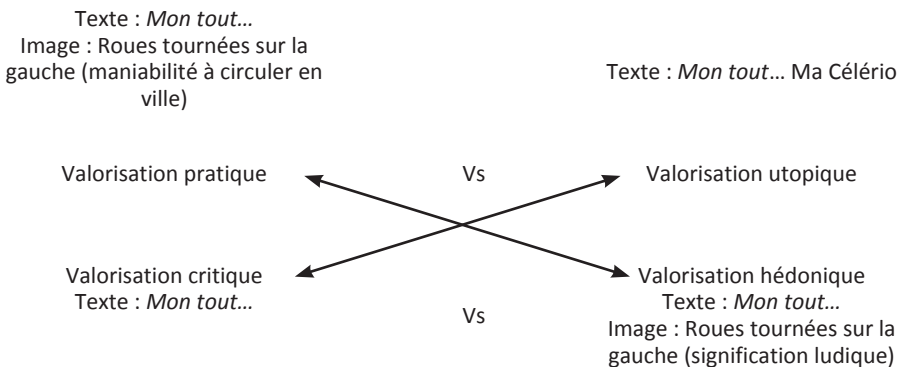 Texte : Mon tout…
Image : Roues tournées sur la
gauche (maniabilité à circuler en
ville)
Texte : Mon tout… Ma Célério
Valorisation pratique
Vs
Valorisation utopique
Valorisation critique
Texte : Mon tout…
Vs
Valorisation hédonique
Texte : Mon tout…
Image : Roues tournées sur la
gauche (signification ludique)